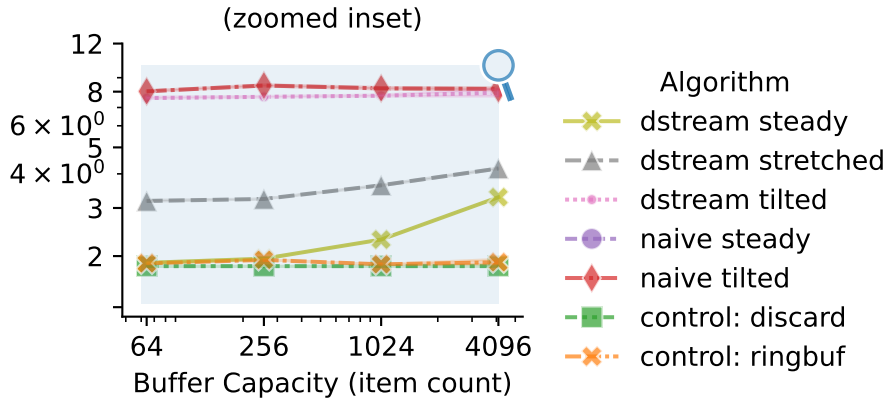 (zoomed inset)
12
8
6 × 10⁰
5
4 × 10⁰
3
2
64 256 1024 4096
Buffer Capacity (item count)
Algorithm
dstream steady
dstream stretched
dstream tilted
naive steady
naive tilted
control: discard
control: ringbuf